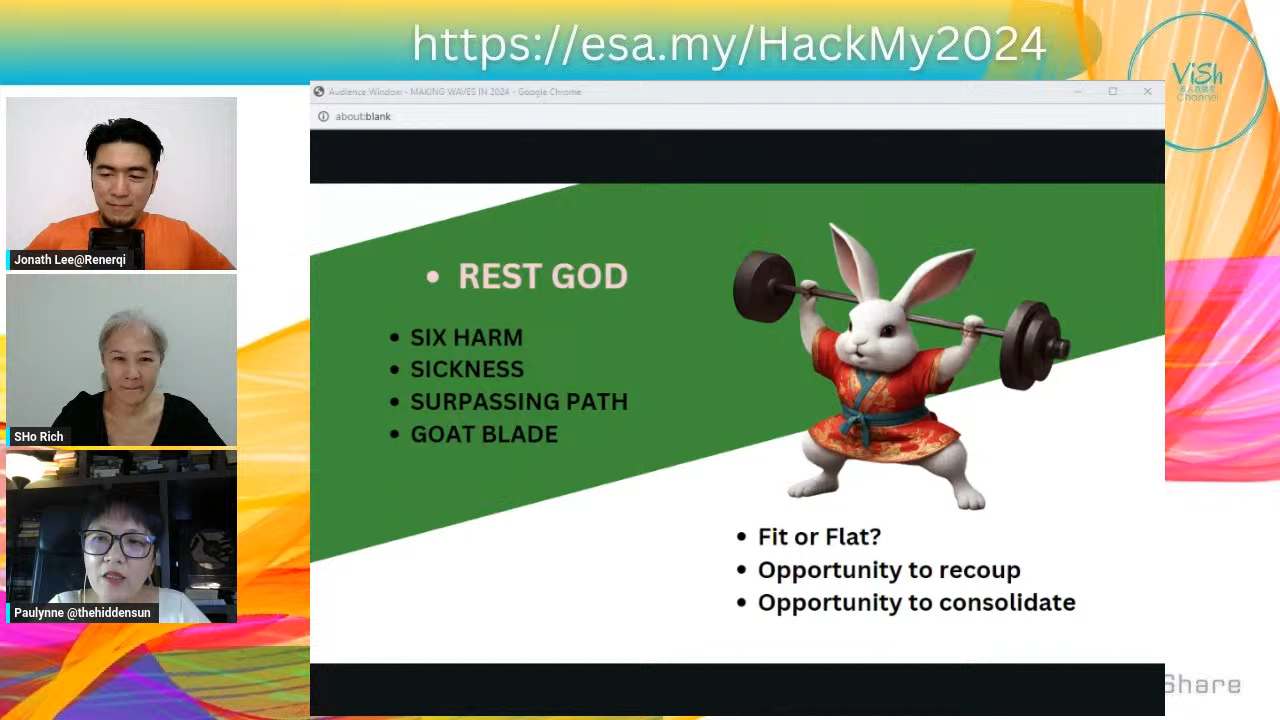 https://esa.my/HackMy2024
ViSh
Channel
Audience Window - MAKING WAVES IN 2024 - Google Chrome
about:blank
Jonath Lee@Renerqi
SHo Rich
Paulynne @thehiddensun
• REST GOD
• SIX HARM
• SICKNESS
• SURPASSING PATH
• GOAT BLADE
• Fit or Flat?
• Opportunity to recoup
• Opportunity to consolidate
Share